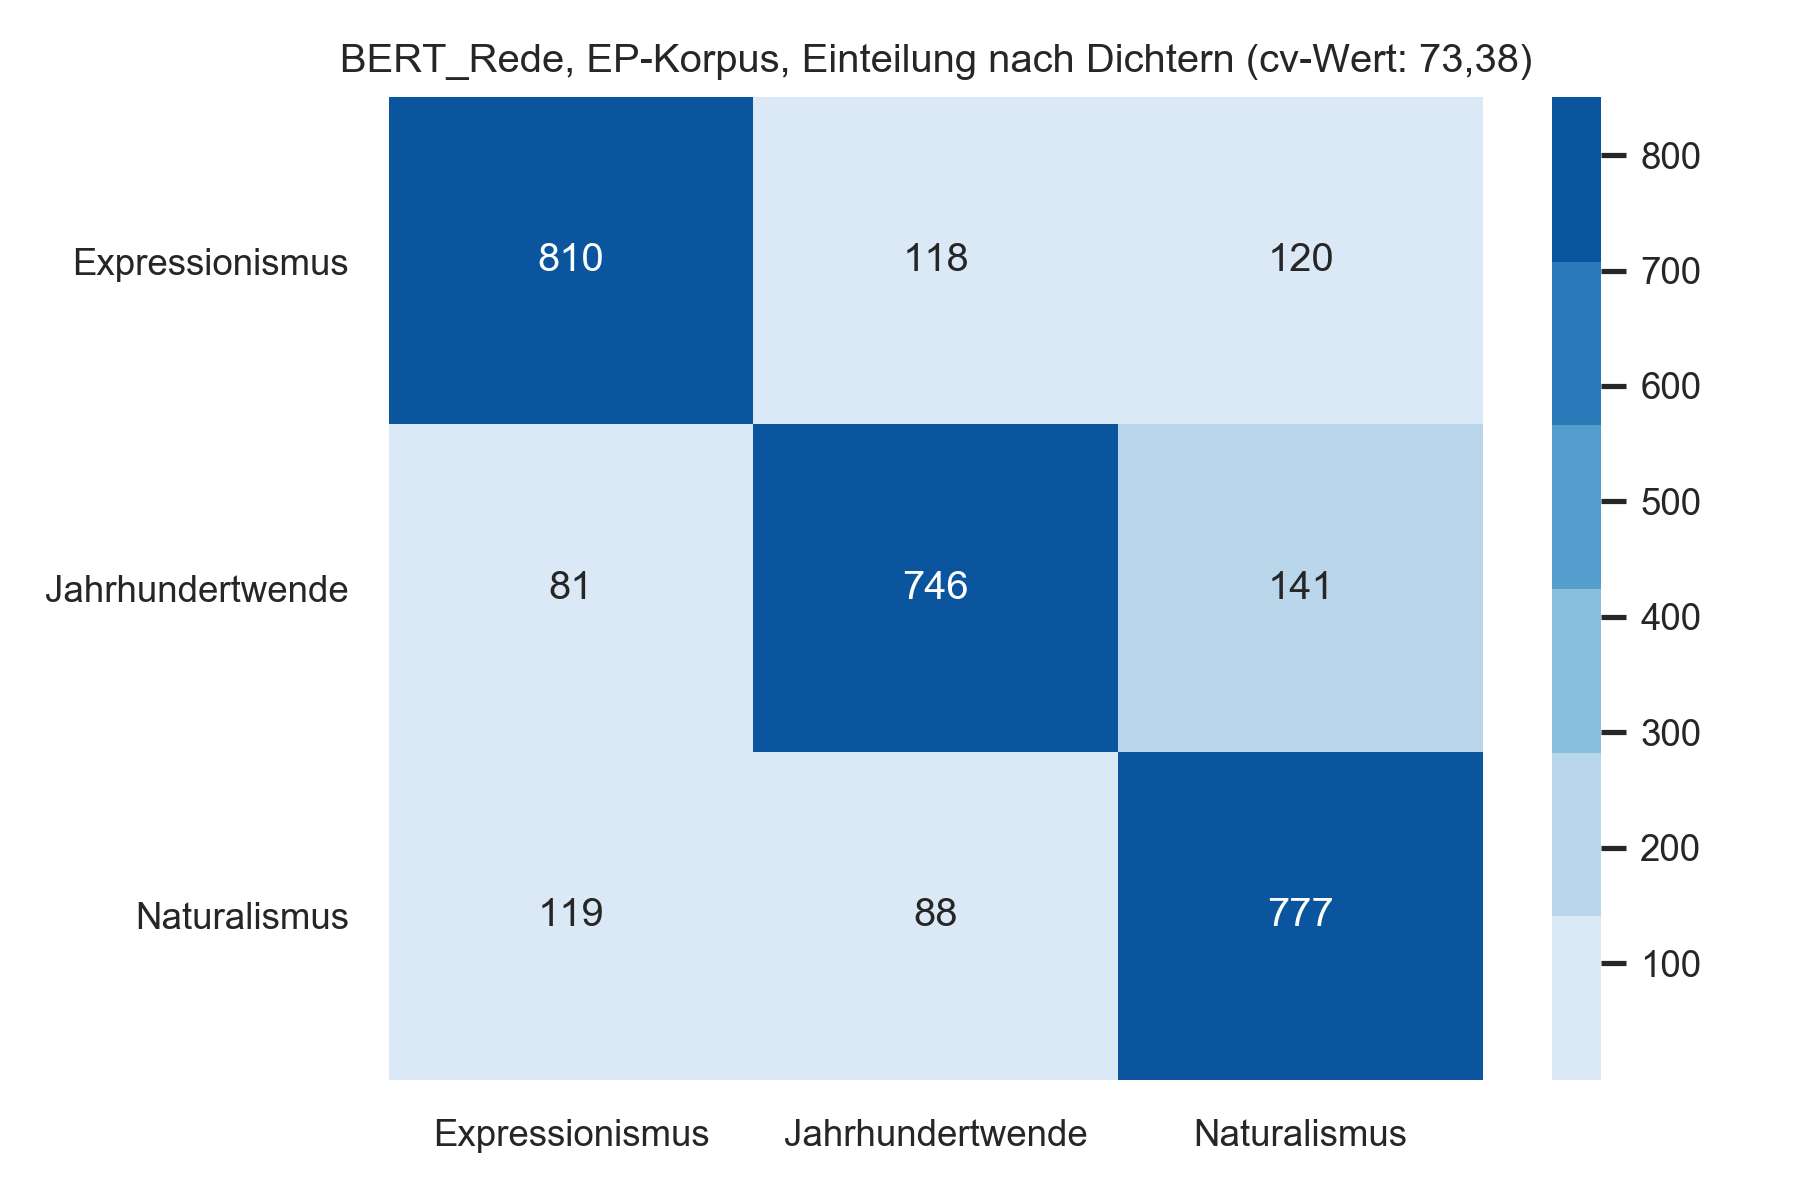 BERT_Rede, EP-Korpus, Einteilung nach Dichtern (cv-Wert: 73,38)
Expressionismus 810 118 120
Jahrhundertwende 81 746 141
Naturalismus 119 88 777
Expressionismus Jahrhundertwende Naturalismus
800
700
600
500
400
300
200
100